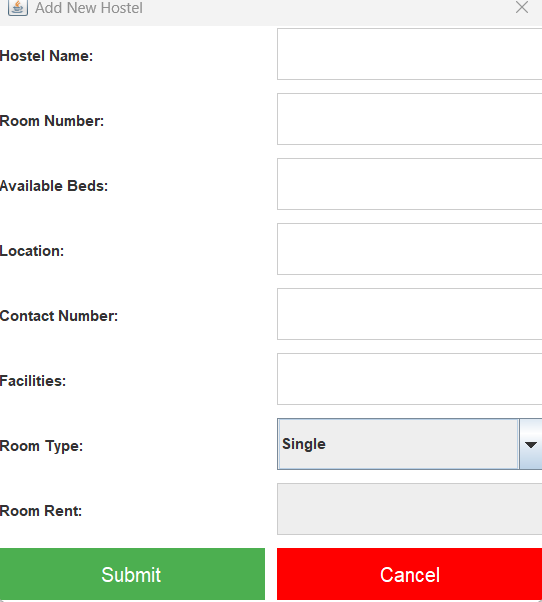 Add New Hostel
Hostel Name:
Room Number:
Available Beds:
Location:
Contact Number:
Facilities:
Room Type:
Single
Room Rent:
Submit
Cancel